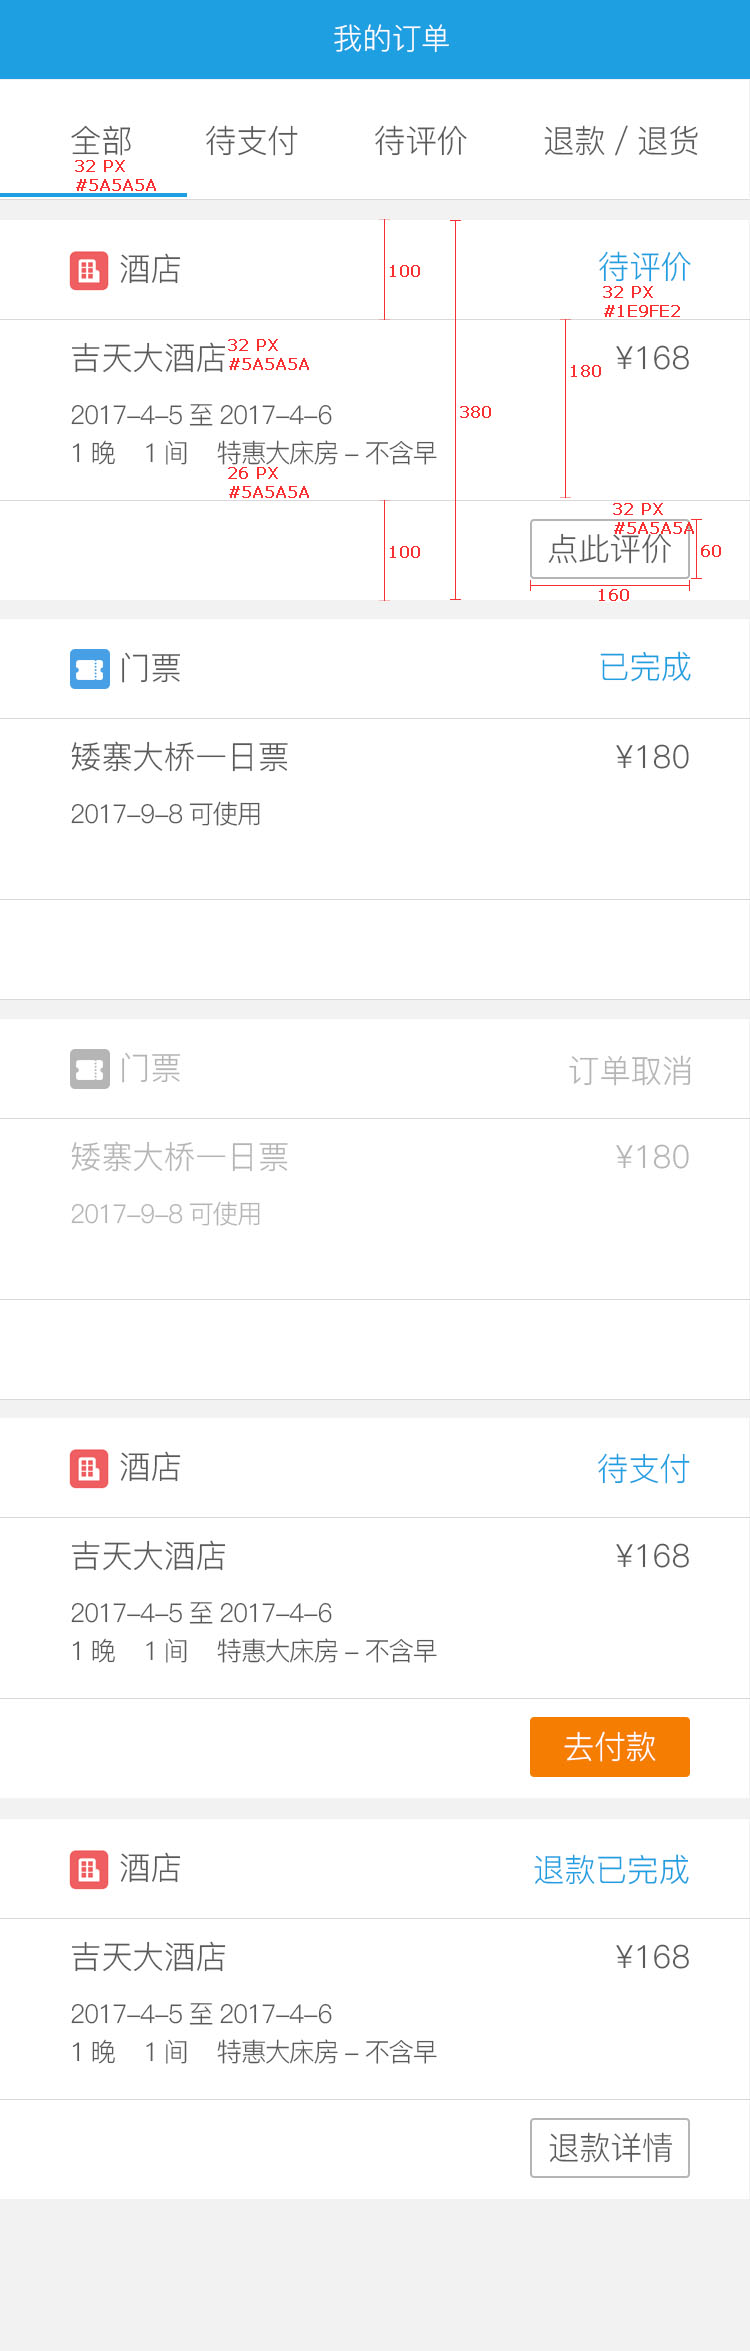 我的订单
全部 待支付 待评价 退款 / 退货
32 PX
#5A5A5A
酒店 100 待评价
32 PX
#1E9FE2
吉天大酒店 32 PX ¥168
#5A5A5A
180
2017-4-5 至 2017-4-6 380
1 晚 1 间 特惠大床房 - 不含早
26 PX
#5A5A5A
32 PX
#5A5A5A
100 点此评价 60
160
门票 已完成
矮寨大桥一日票 ¥180
2017-9-8 可使用
门票 订单取消
矮寨大桥一日票 ¥180
2017-9-8 可使用
酒店 待支付
吉天大酒店 ¥168
2017-4-5 至 2017-4-6
1 晚 1 间 特惠大床房 - 不含早
去付款
酒店 退款已完成
吉天大酒店 ¥168
2017-4-5 至 2017-4-6
1 晚 1 间 特惠大床房 - 不含早
退款详情